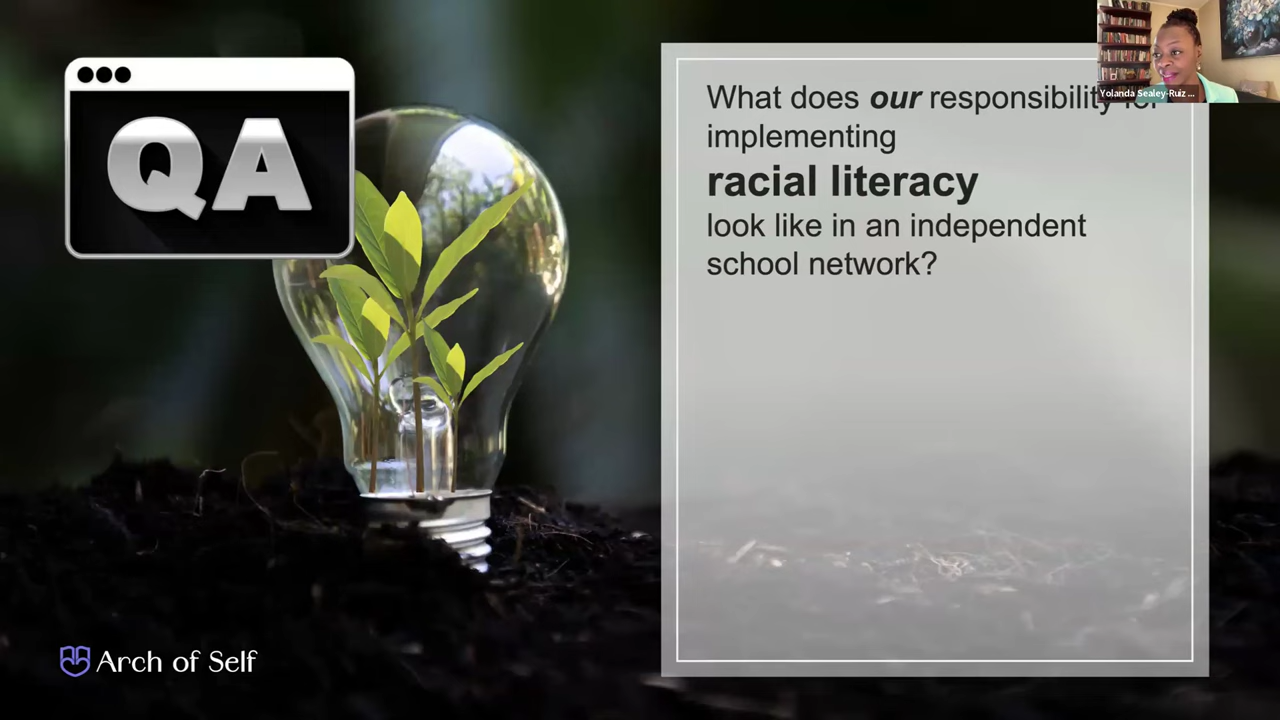 QA
What does our responsibility for
implementing
racial literacy
look like in an independent
school network?
Yolanda Sealey-Ruiz ...
Arch of Self